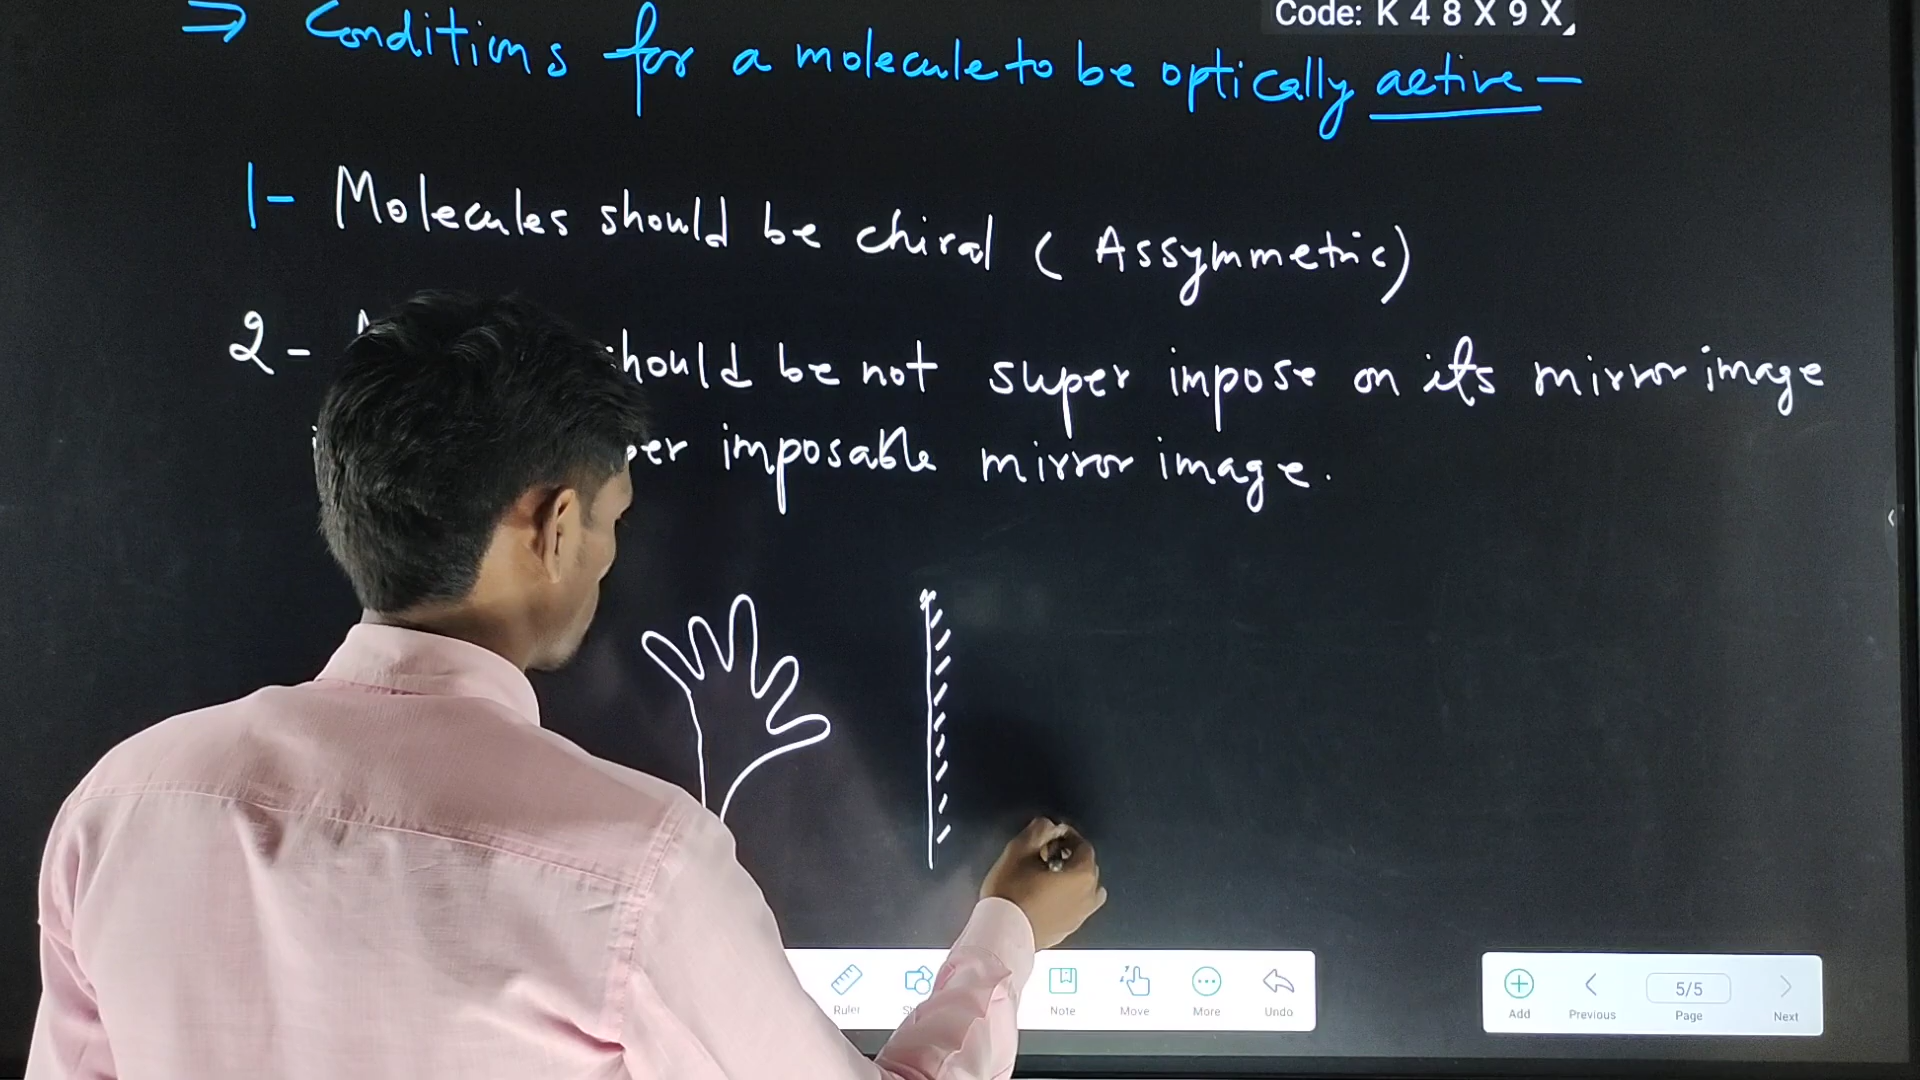 Code: K 4 8 X 9 X
⇒ Conditions for a molecule to be optically active –
1- Molecules should be chiral ( Assymmetric)
2- should be not super impose on its mirror image
imposable mirror image.
Ruler Note Move More Undo
Add Previous 5/5 Page Next